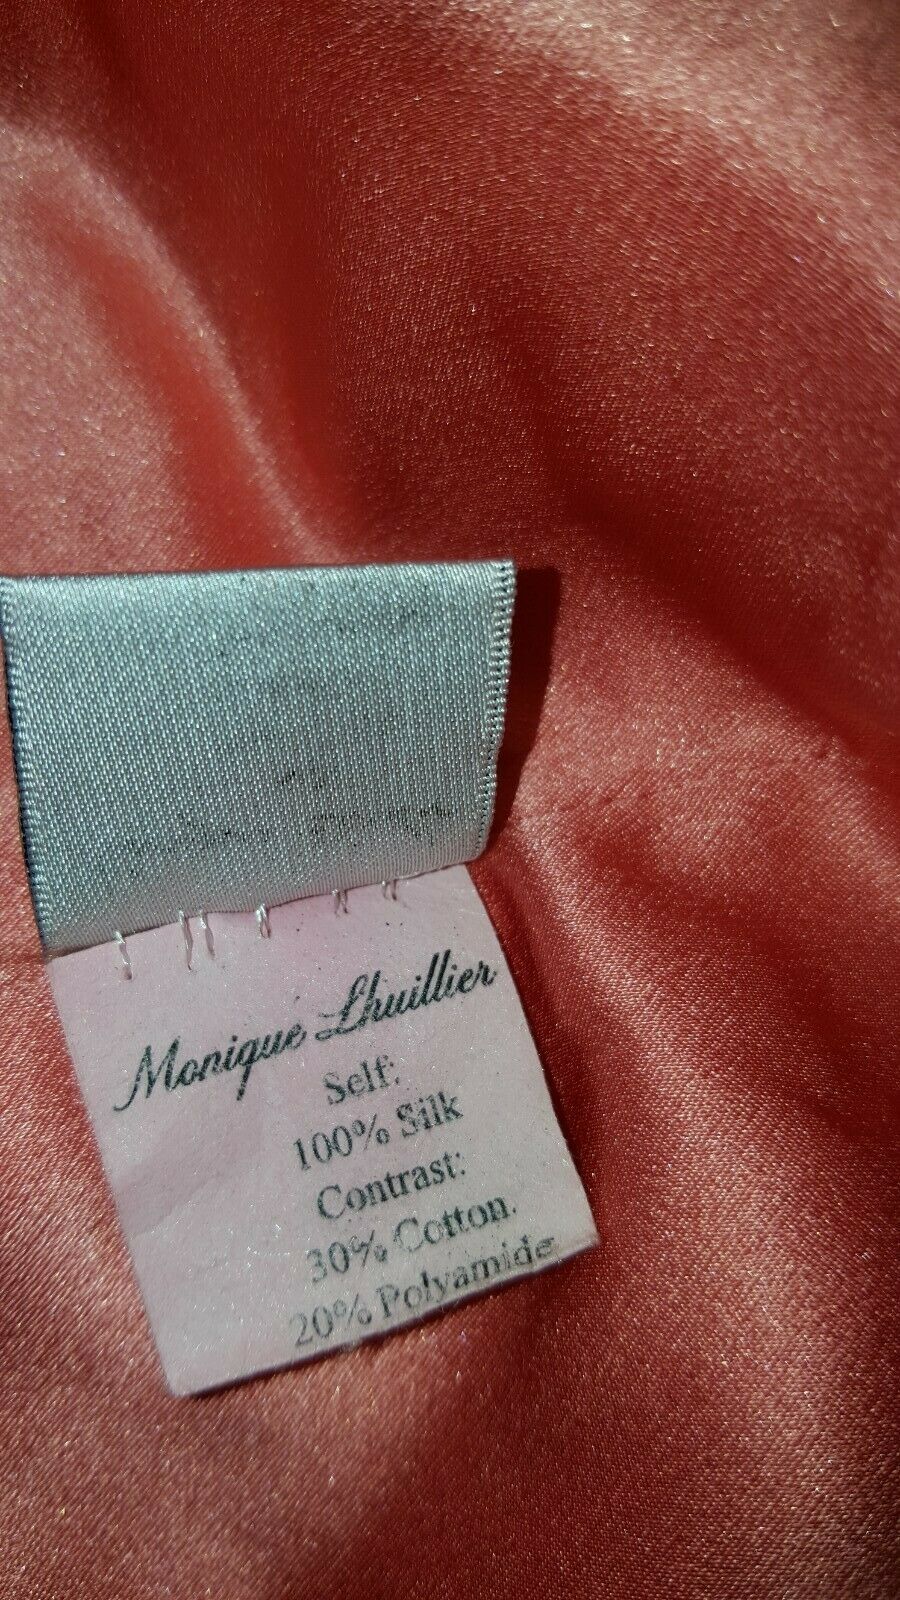 Monique Lhuillier
Self:
100% Silk
Contrast:
30% Cotton.
20% Polyamide